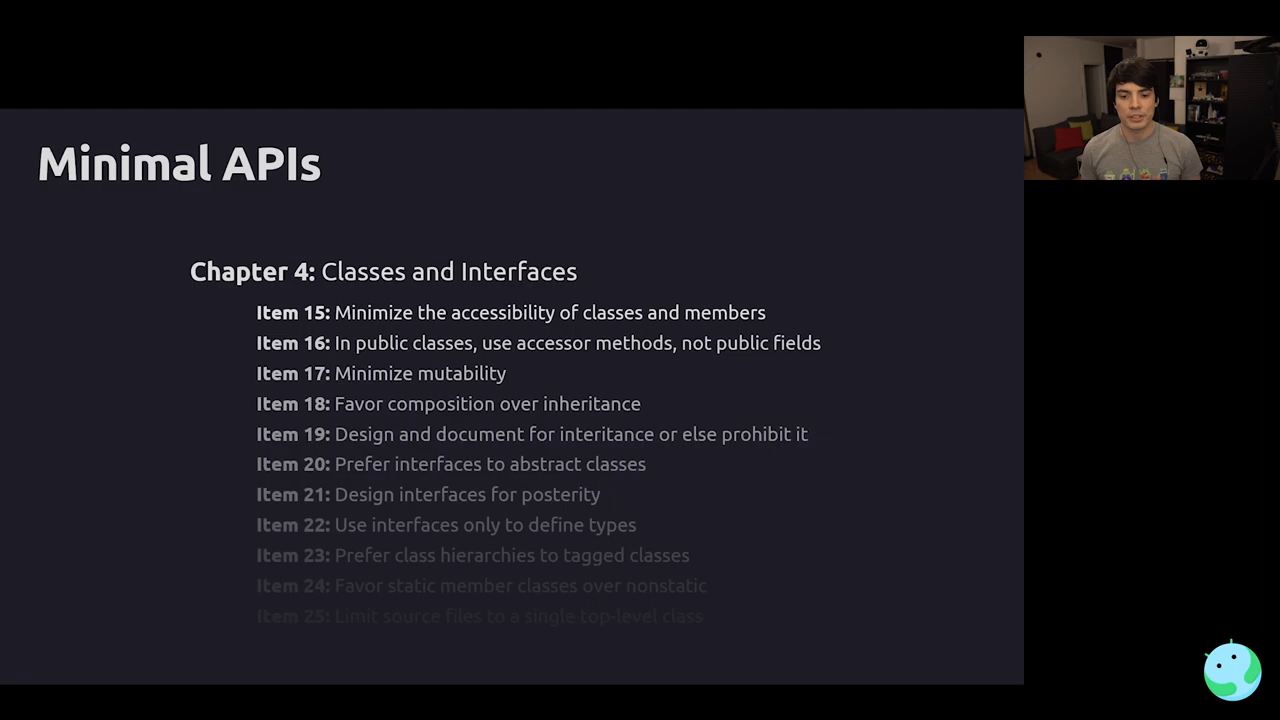 Minimal APIs
Chapter 4: Classes and Interfaces
Item 15: Minimize the accessibility of classes and members
Item 16: In public classes, use accessor methods, not public fields
Item 17: Minimize mutability
Item 18: Favor composition over inheritance
Item 19: Design and document for interitance or else prohibit it
Item 20: Prefer interfaces to abstract classes
Item 21: Design interfaces for posterity
Item 22: Use interfaces only to define types
Item 23: Prefer class hierarchies to tagged classes
Item 24: Favor static member classes over nonstatic
Item 25: Limit source files to a single top-level class